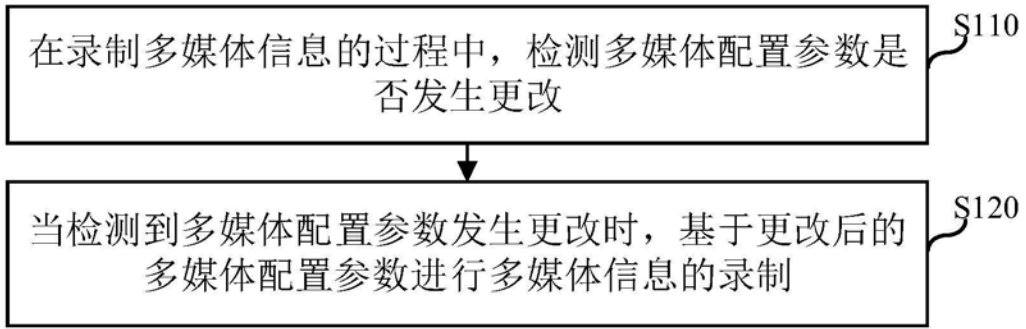 在录制多媒体信息的过程中，检测多媒体配置参数是
否发生更改
S110
当检测到多媒体配置参数发生更改时，基于更改后的
多媒体配置参数进行多媒体信息的录制
S120